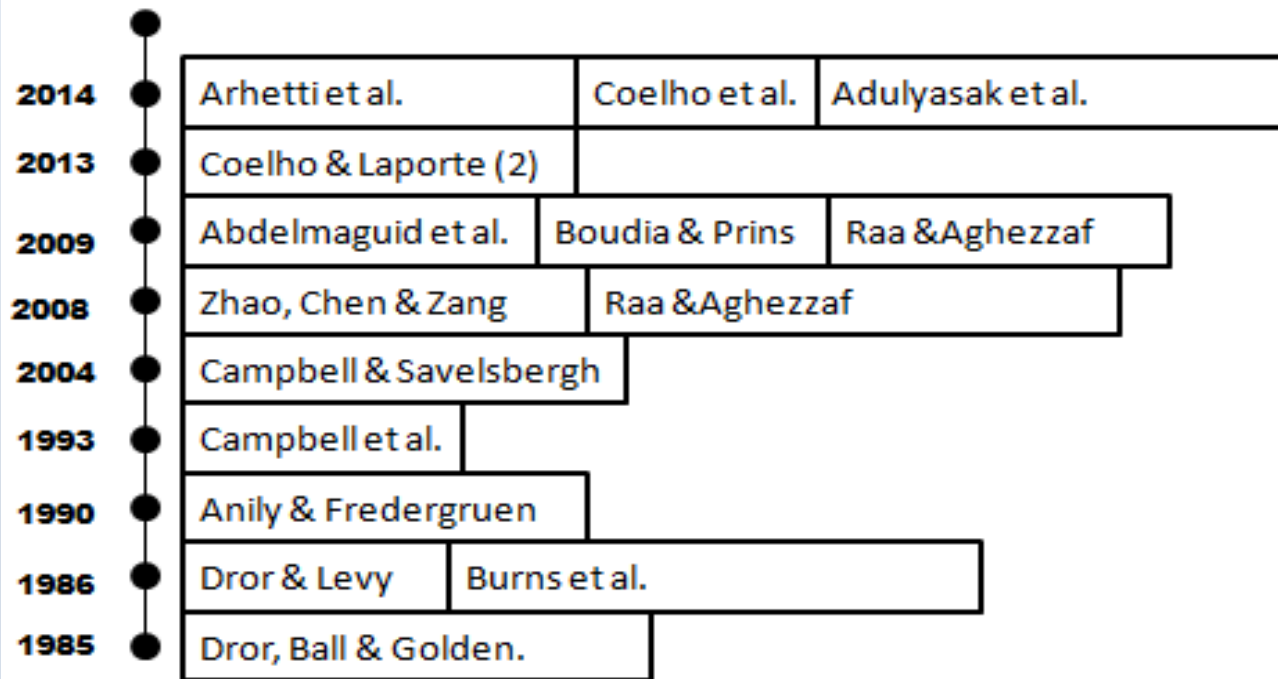 2014 Arhetti et al. Coelho et al. Adulyasak et al.
2013 Coelho & Laporte (2)
2009 Abdelmaguid et al. Boudia & Prins Raa &Aghezzaf
2008 Zhao, Chen & Zang Raa &Aghezzaf
2004 Campbell & Savelsbergh
1993 Campbell et al.
1990 Anily & Fredergruen
1986 Dror & Levy Burns et al.
1985 Dror, Ball & Golden.